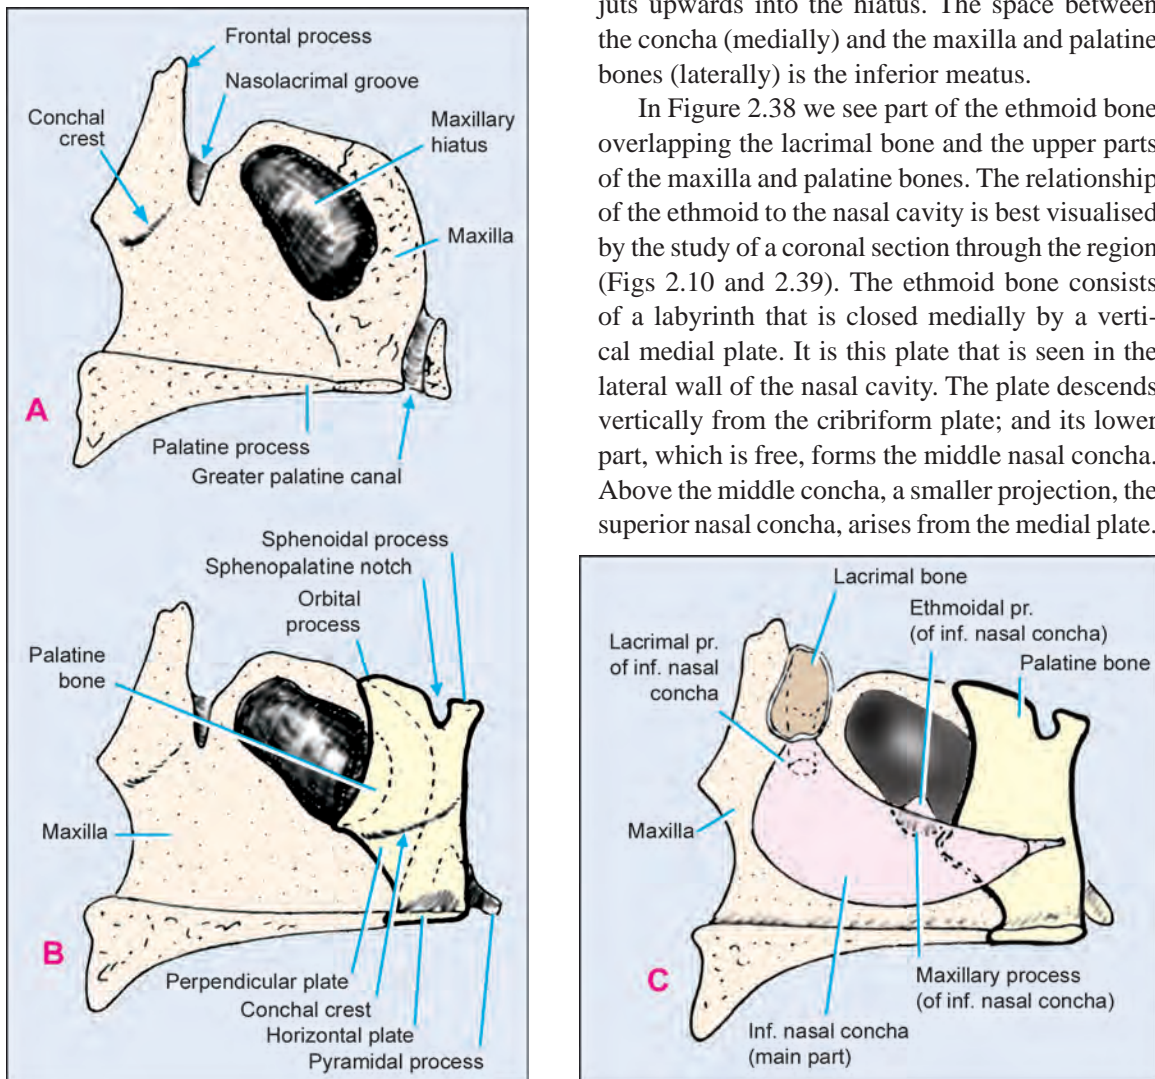 Frontal process
Nasolacrimal groove
Conchal
crest
Maxillary
hiatus
Maxilla
A
Palatine process
Greater palatine canal
Sphenoidal process
Sphenopalatine notch
Orbital
process
Palatine
bone
Maxilla
B
Perpendicular plate
Conchal crest
Horizontal plate
Pyramidal process
juts upwards into the hiatus. The space between
the concha (medially) and the maxilla and palatine
bones (laterally) is the inferior meatus.
In Figure 2.38 we see part of the ethmoid bone
overlapping the lacrimal bone and the upper parts
of the maxilla and palatine bones. The relationship
of the ethmoid to the nasal cavity is best visualised
by the study of a coronal section through the region
(Figs 2.10 and 2.39). The ethmoid bone consists
of a labyrinth that is closed medially by a verti-
cal medial plate. It is this plate that is seen in the
lateral wall of the nasal cavity. The plate descends
vertically from the cribriform plate; and its lower
part, which is free, forms the middle nasal concha.
Above the middle concha, a smaller projection, the
superior nasal concha, arises from the medial plate.
Lacrimal bone
Ethmoidal pr.
(of inf. nasal concha)
Lacrimal pr.
of inf. nasal
concha
Palatine bone
Maxilla
C
Maxillary process
(of inf. nasal concha)
Inf. nasal concha
(main part)